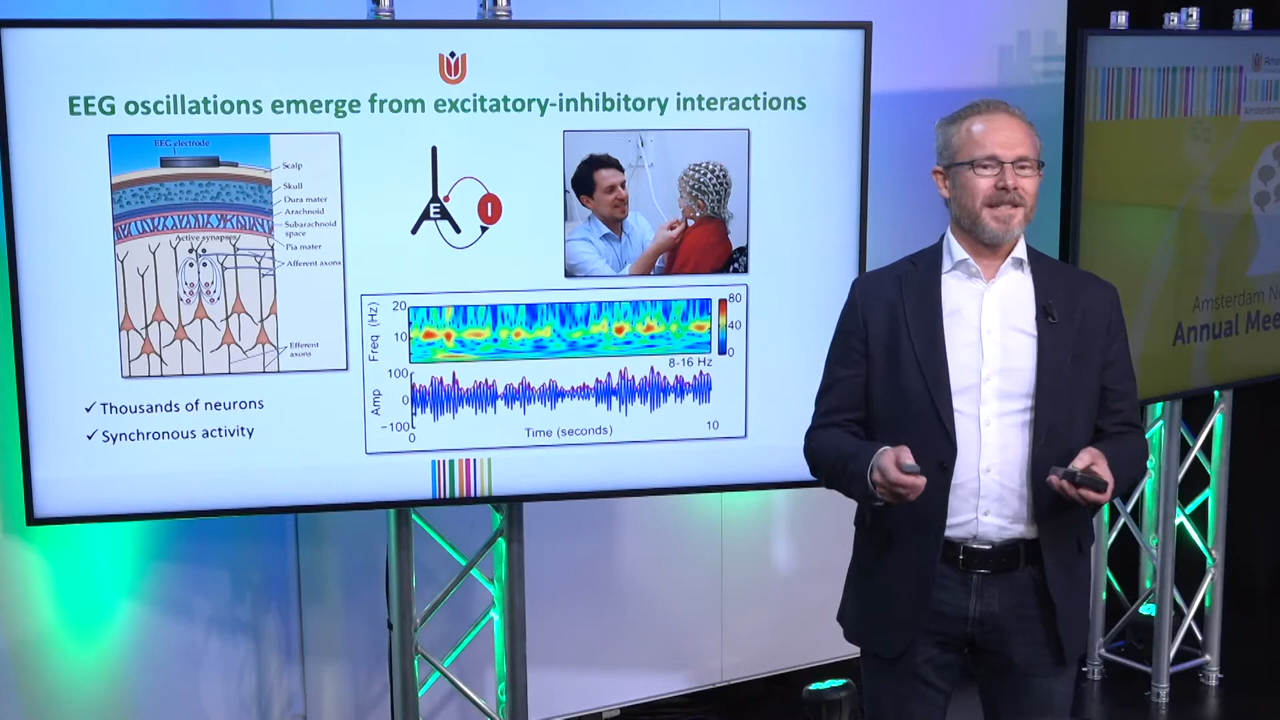 EEG oscillations emerge from excitatory-inhibitory interactions
EEG electrode
Scalp
Skull
Dura mater
Arachnoid
Subarachnoid
space
Pia mater
Active synapses
Afferent axons
Efferent
axons
E
I
✓ Thousands of neurons
✓ Synchronous activity
Freq (Hz)
20
10
80
40
0
8-16 Hz
Amp
100
0
−100
0
Time (seconds)
10
Amsterdam
Annual